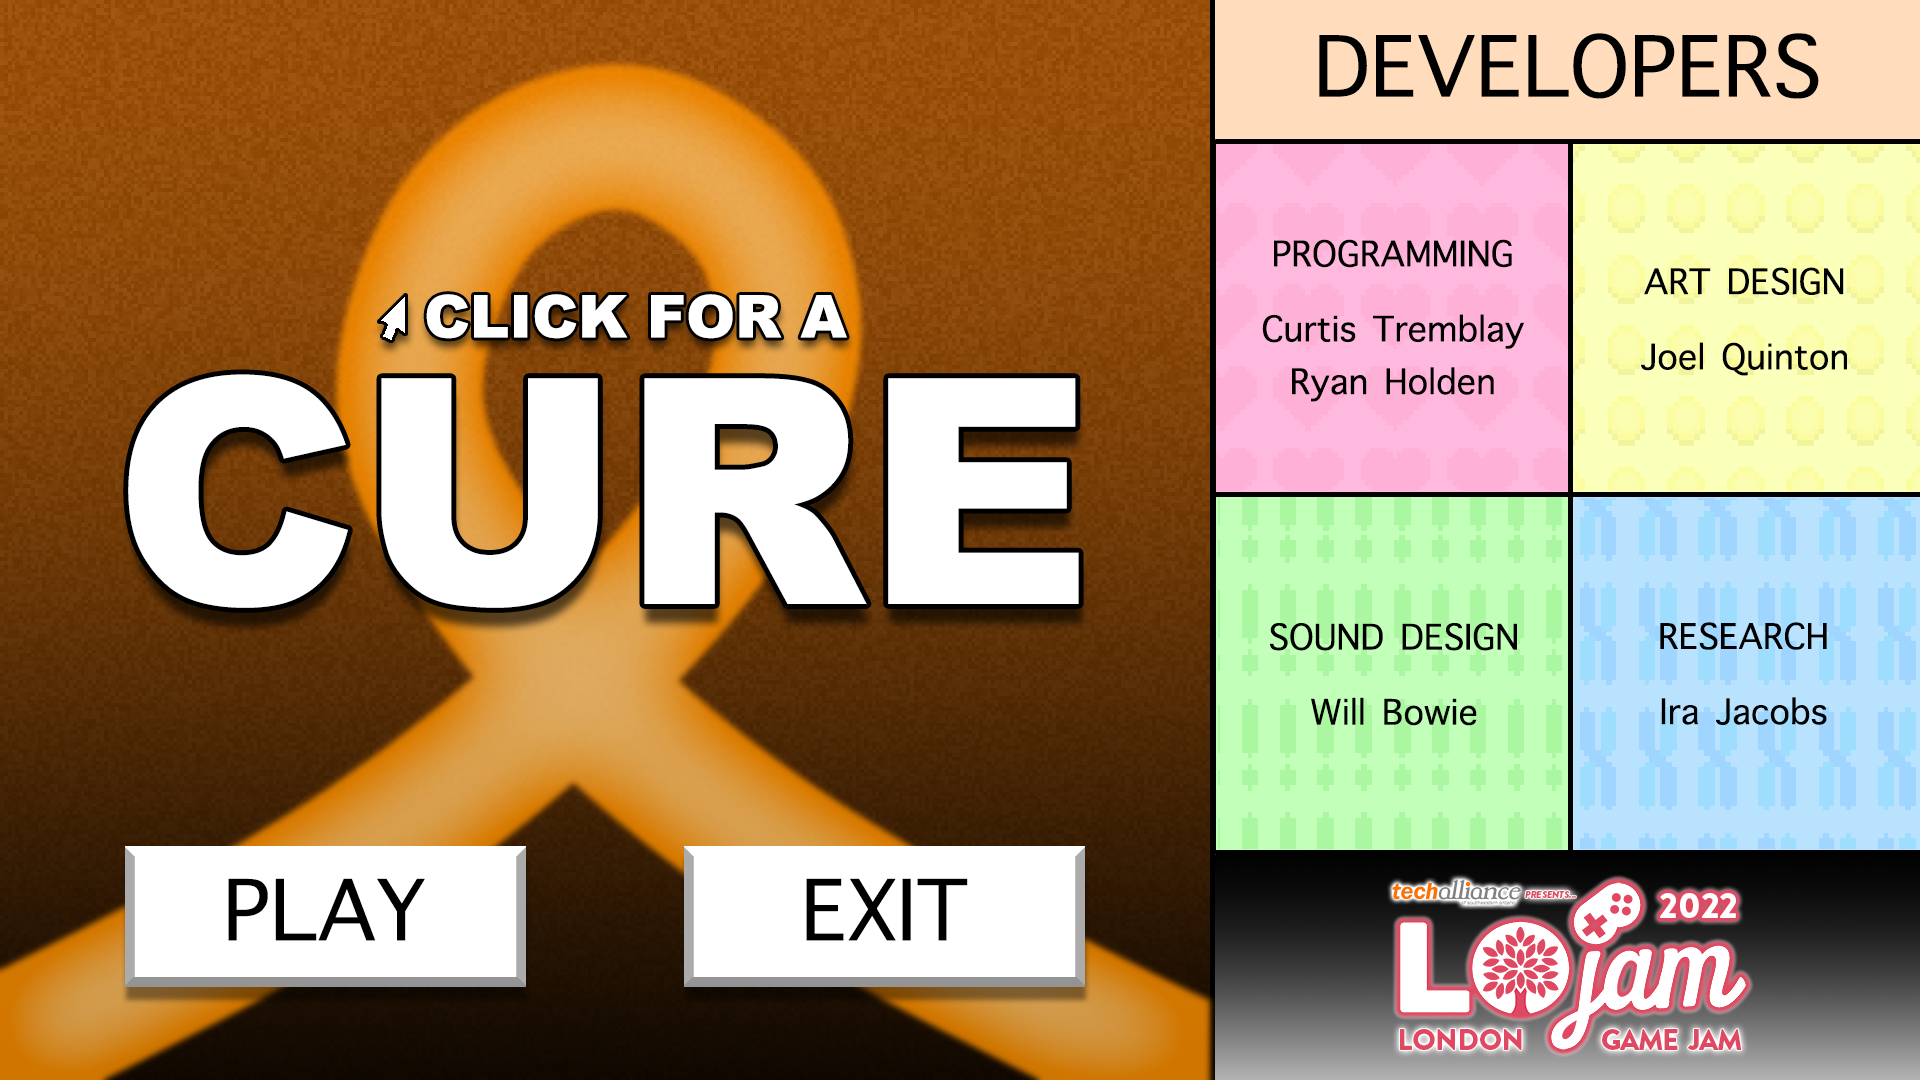 CLICK FOR A
CURE
PLAY
EXIT
DEVELOPERS
PROGRAMMING
Curtis Tremblay
Ryan Holden
ART DESIGN
Joel Quinton
SOUND DESIGN
Will Bowie
RESEARCH
Ira Jacobs
techalliance PRESENTS...
2022
LOjam
LONDON GAME JAM